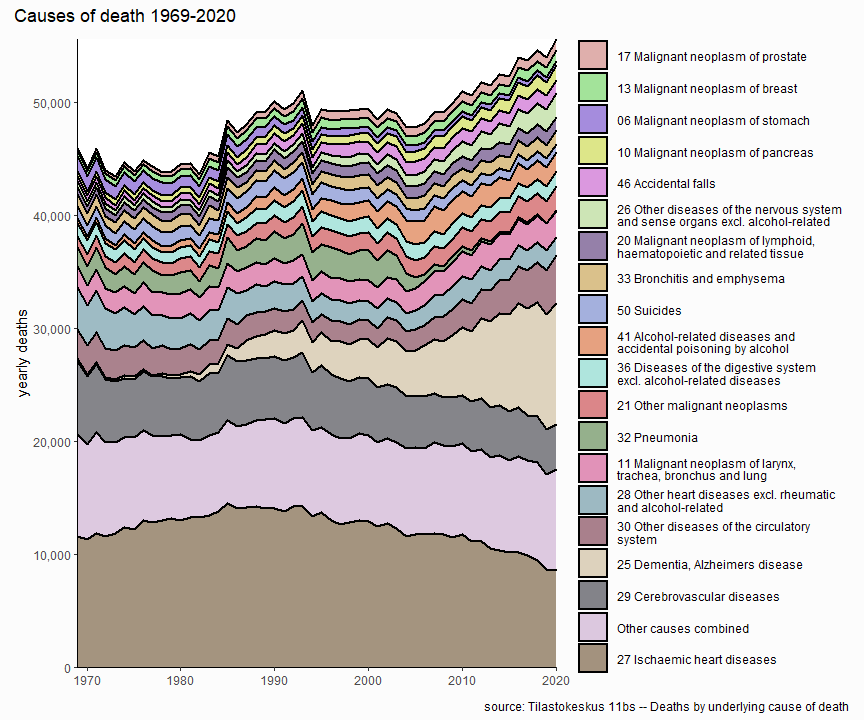 Causes of death 1969-2020
17 Malignant neoplasm of prostate
13 Malignant neoplasm of breast
06 Malignant neoplasm of stomach
10 Malignant neoplasm of pancreas
46 Accidental falls
26 Other diseases of the nervous system
and sense organs excl. alcohol-related
20 Malignant neoplasm of lymphoid,
haematopoietic and related tissue
33 Bronchitis and emphysema
50 Suicides
41 Alcohol-related diseases and
accidental poisoning by alcohol
36 Diseases of the digestive system
excl. alcohol-related diseases
21 Other malignant neoplasms
32 Pneumonia
11 Malignant neoplasm of larynx,
trachea, bronchus and lung
28 Other heart diseases excl. rheumatic
and alcohol-related
30 Other diseases of the circulatory
system
25 Dementia, Alzheimers disease
29 Cerebrovascular diseases
Other causes combined
27 Ischaemic heart diseases
yearly deaths
50,000
40,000
30,000
20,000
10,000
0
1970
1980
1990
2000
2010
2020
source: Tilastokeskus 11bs -- Deaths by underlying cause of death